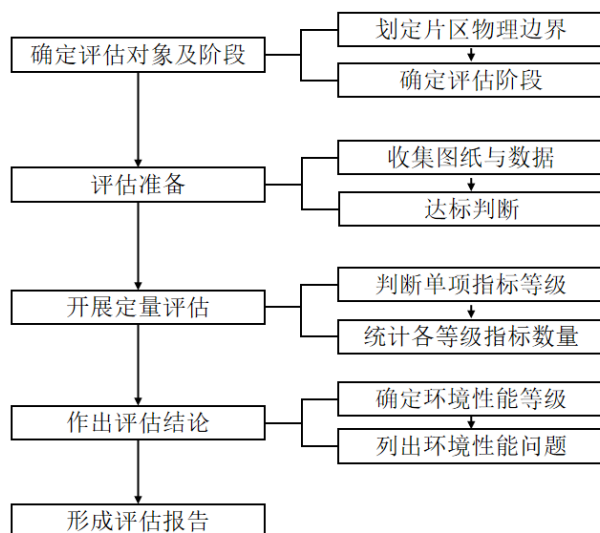 划定片区物理边界
确定评估对象及阶段
确定评估阶段
收集图纸与数据
评估准备
达标判断
判断单项指标等级
开展定量评估
统计各等级指标数量
确定环境性能等级
作出评估结论
列出环境性能问题
形成评估报告